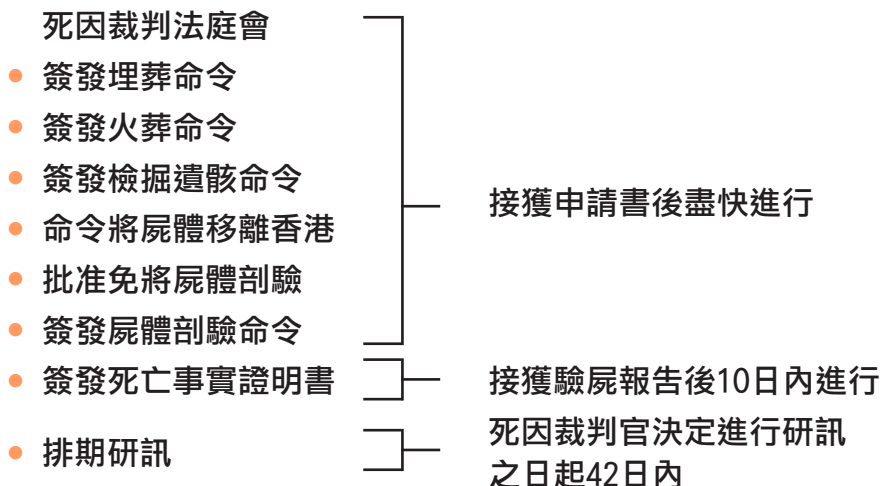 死因裁判法庭會
• 簽發埋葬命令
• 簽發火葬命令
• 簽發檢掘遺骸命令
• 命令將屍體移離香港
• 批准免將屍體剖驗
• 簽發屍體剖驗命令
接獲申請書後盡快進行
• 簽發死亡事實證明書
接獲驗屍報告後10日內進行
• 排期研訊
死因裁判官決定進行研訊
之日起42日內